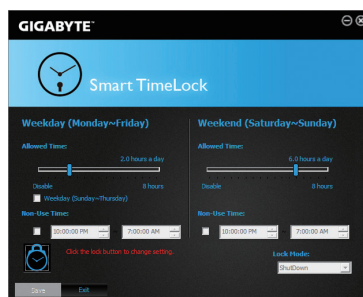 GIGABYTE™
Smart TimeLock
Weekday (Monday~Friday)
Allowed Time:
2.0 hours a day
Disable 8 hours
Weekday (Sunday~Thursday)
Non-Use Time:
10:00:00 PM ~ 7:00:00 AM
Click the lock button to change setting.
Weekend (Saturday~Sunday)
Allowed Time:
6.0 hours a day
Disable 8 hours
Non-Use Time:
10:00:00 PM ~ 7:00:00 AM
Lock Mode:
ShutDown
Save Exit